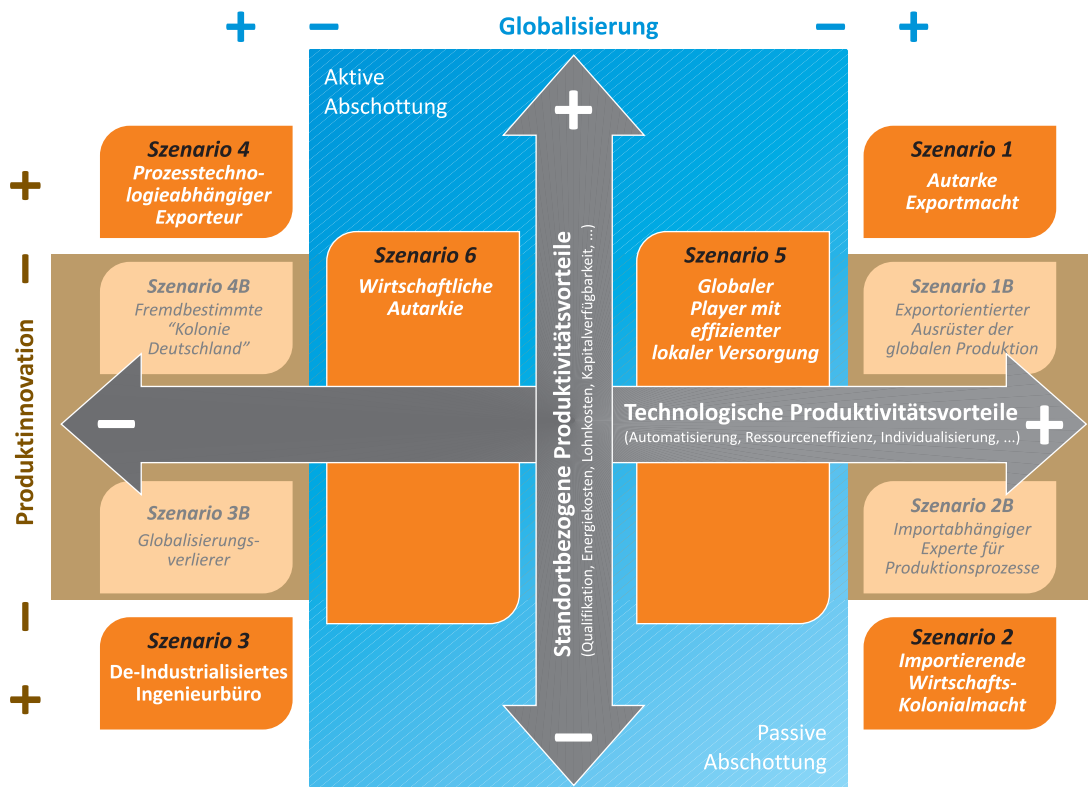 + − Globalisierung − +
Aktive
Abschottung
+
Szenario 4
Prozesstechno-
logieabhängiger
Exporteur
Szenario 1
Autarke
Exportmacht
+
−
Szenario 6
Wirtschaftliche
Autarkie
Szenario 5
Globaler
Player mit
effizienter
lokaler Versorgung
Szenario 4B
Fremdbestimmte
“Kolonie
Deutschland”
Szenario 1B
Exportorientierter
Ausrüster der
globalen Produktion
Produktinnovation
Standortbezogene Produktivitätsvorteile
(Qualifikation, Energiekosten, Lohnkosten, Kapitalverfügbarkeit, ...)
−
Technologische Produktivitätsvorteile
(Automatisierung, Ressourceneffizienz, Individualisierung, ...)
+
Szenario 3B
Globalisierungs-
verlierer
Szenario 2B
Importabhängiger
Experte für
Produktionsprozesse
−
+
Szenario 3
De-Industrialisiertes
Ingenieurbüro
Szenario 2
Importierende
Wirtschafts-
Kolonialmacht
−
Passive
Abschottung